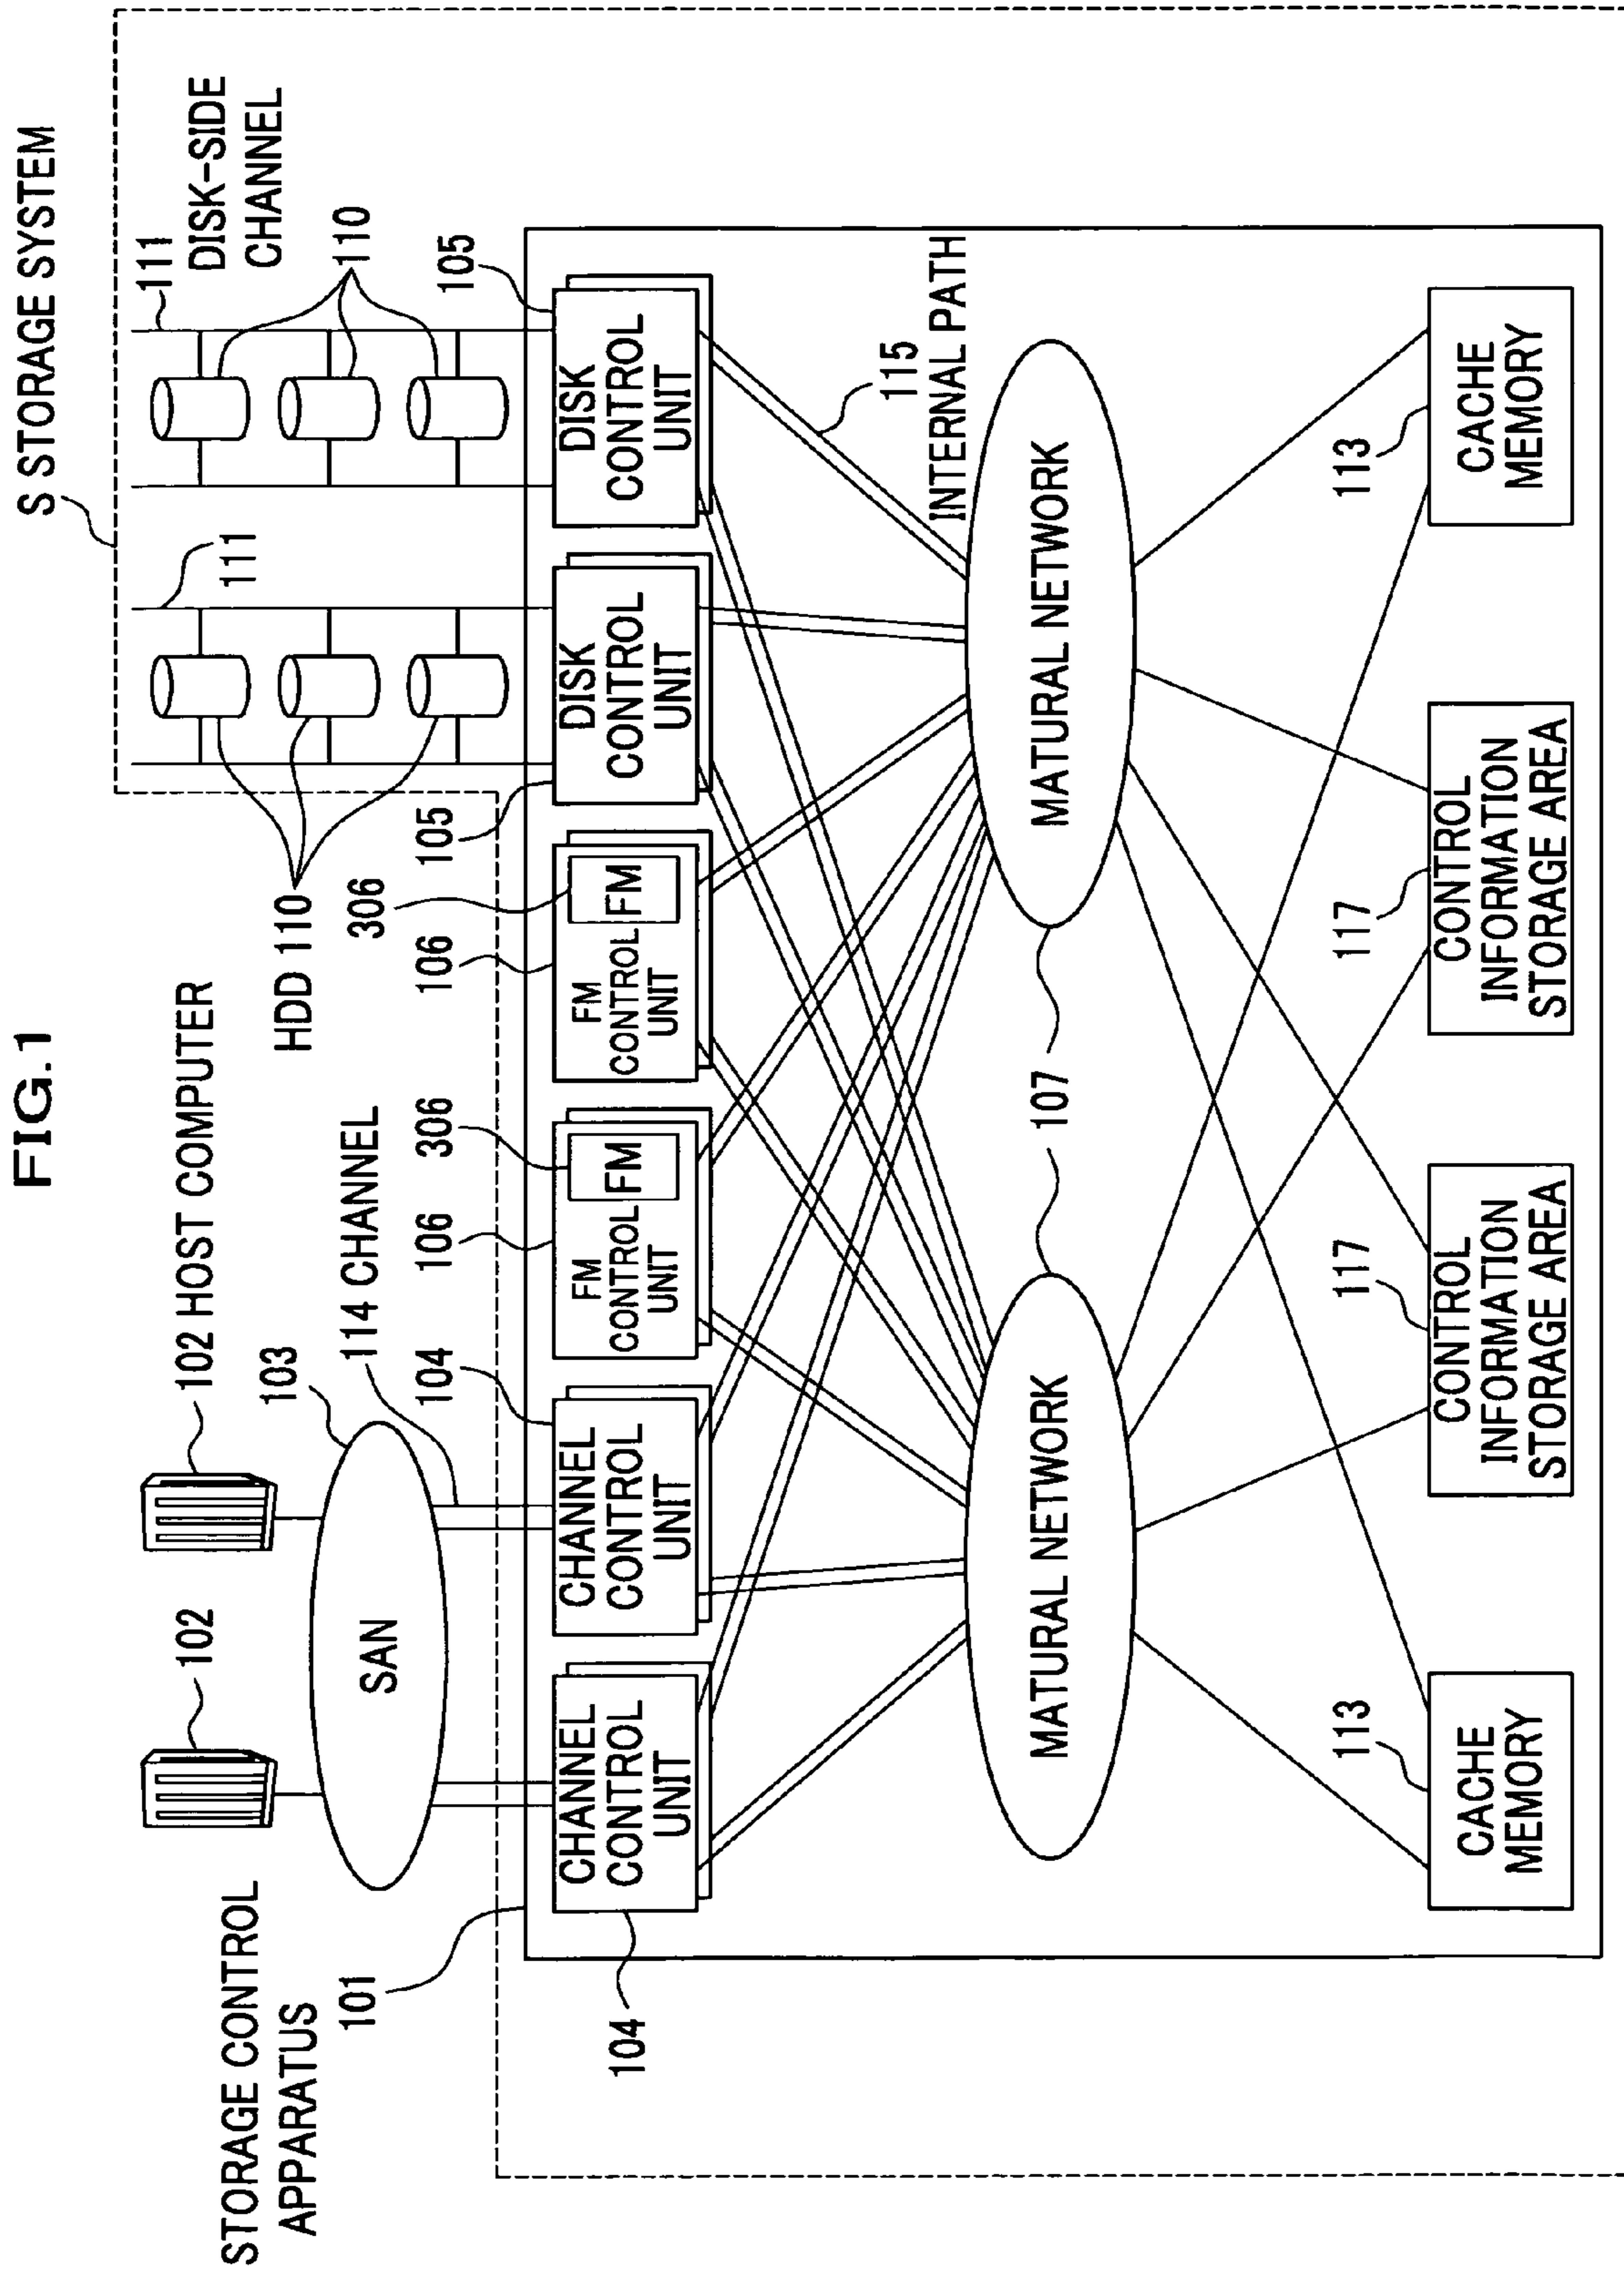 FIG.1
S STORAGE SYSTEM
102
102 HOST COMPUTER
111
DISK-SIDE
CHANNEL
111
110
HDD 110
STORAGE CONTROL
APPARATUS
SAN
103
114 CHANNEL
101
104
306
306
106
106
105
105
104
CHANNEL
CONTROL
UNIT
CHANNEL
CONTROL
UNIT
FM
CONTROL
UNIT
FM
FM
CONTROL
UNIT
FM
DISK
CONTROL
UNIT
DISK
CONTROL
UNIT
115
INTERNAL PATH
MATURAL NETWORK
107
MATURAL NETWORK
113
117
117
113
CACHE
MEMORY
CONTROL
INFORMATION
STORAGE AREA
CONTROL
INFORMATION
STORAGE AREA
CACHE
MEMORY